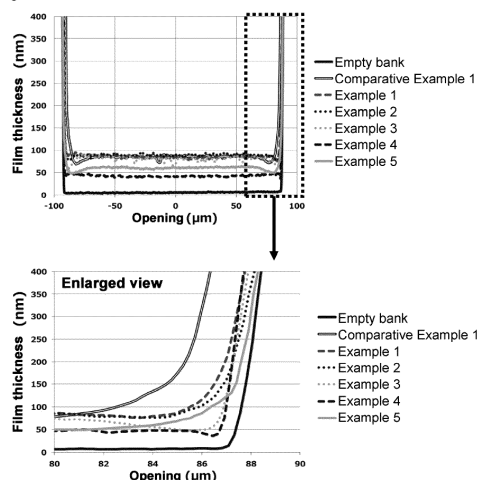 400
350
300
250
200
150
100
50
0
Film thickness (nm)
-100 -50 0 50 100
Opening (μm)
Empty bank
Comparative Example 1
Example 1
Example 2
Example 3
Example 4
Example 5
Enlarged view
400
350
300
250
200
150
100
50
0
Film thickness (nm)
80 82 84 86 88 90
Opening (μm)
Empty bank
Comparative Example 1
Example 1
Example 2
Example 3
Example 4
Example 5